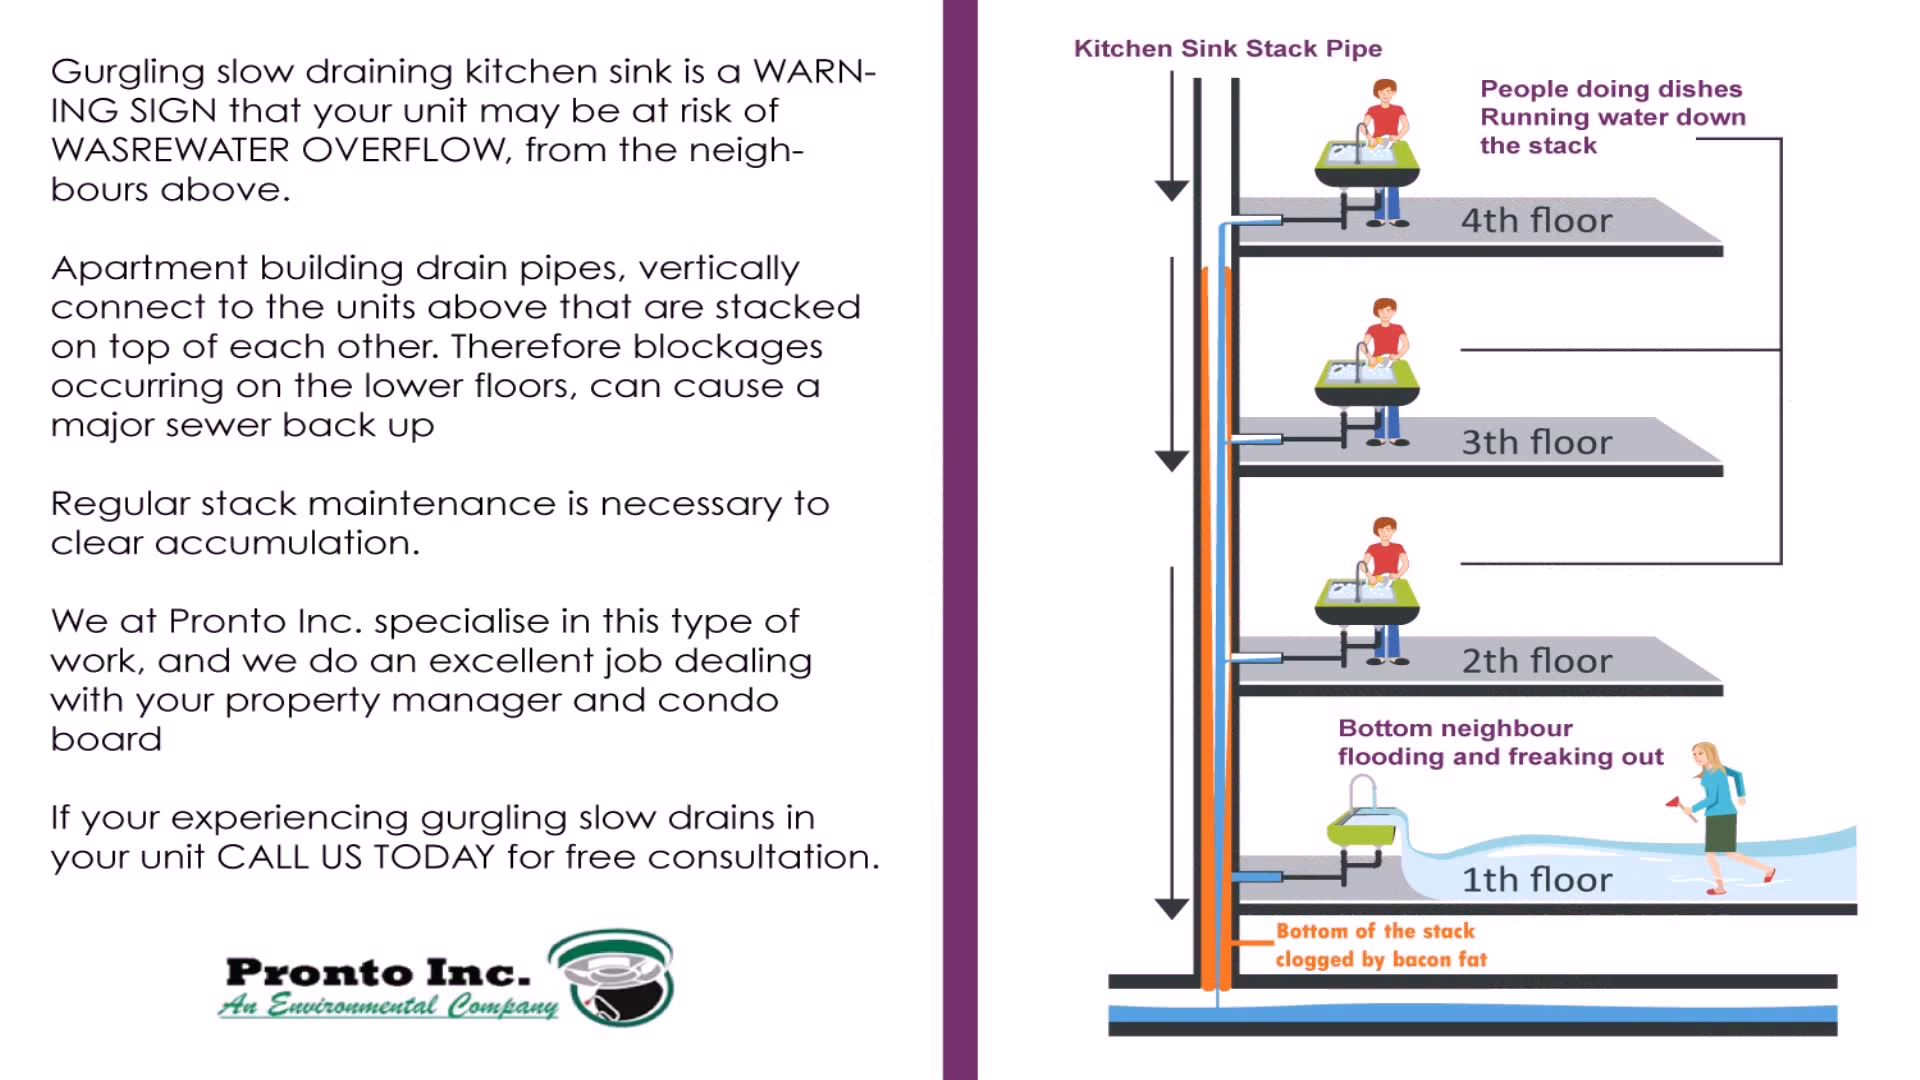 Gurgling slow draining kitchen sink is a WARN-
ING SIGN that your unit may be at risk of
WASREWATER OVERFLOW, from the neigh-
bours above.
Apartment building drain pipes, vertically
connect to the units above that are stacked
on top of each other. Therefore blockages
occurring on the lower floors, can cause a
major sewer back up
Regular stack maintenance is necessary to
clear accumulation.
We at Pronto Inc. specialise in this type of
work, and we do an excellent job dealing
with your property manager and condo
board
If your experiencing gurgling slow drains in
your unit CALL US TODAY for free consultation.
Pronto Inc.
An Environmental Company
Kitchen Sink Stack Pipe
People doing dishes
Running water down
the stack
4th floor
3th floor
2th floor
Bottom neighbour
flooding and freaking out
1th floor
Bottom of the stack
clogged by bacon fat